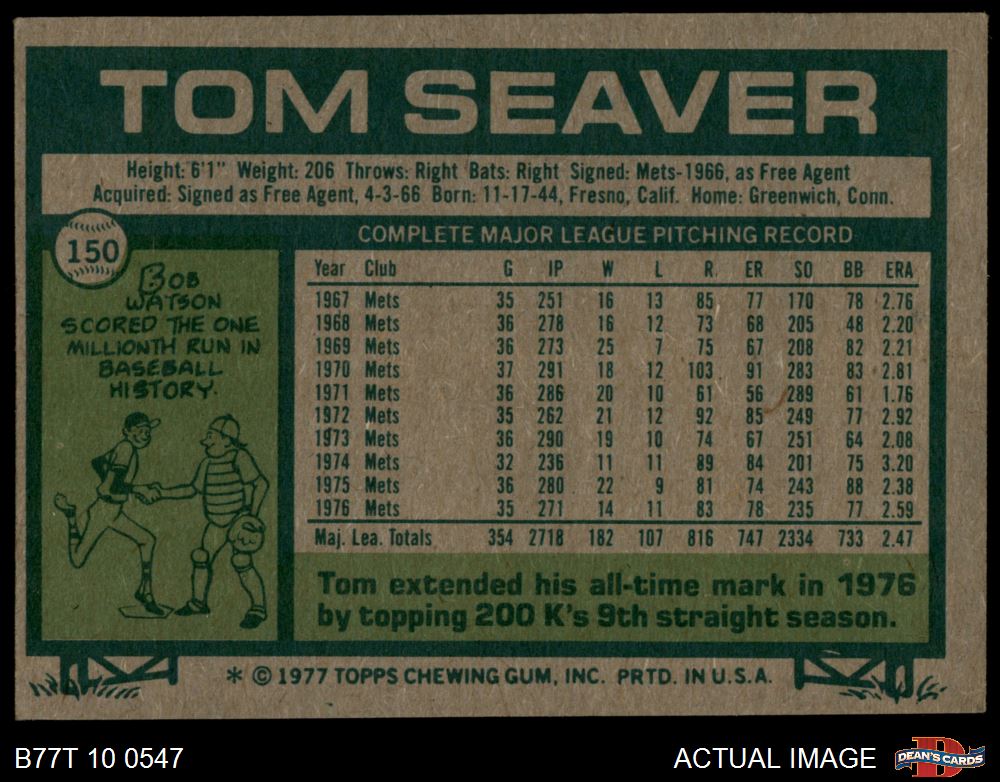 TOM SEAVER
Height: 6'1" Weight: 206 Throws: Right Bats: Right Signed: Mets-1966, as Free Agent
Acquired: Signed as Free Agent, 4-3-66 Born: 11-17-44, Fresno, Calif. Home: Greenwich, Conn.
150
BOB
WATSON
SCORED THE ONE
MILLIONTH RUN IN
BASEBALL
HISTORY.
COMPLETE MAJOR LEAGUE PITCHING RECORD
Year Club G IP W L R ER SO BB ERA
1967 Mets 35 251 16 13 85 77 170 78 2.76
1968 Mets 36 278 16 12 73 68 205 48 2.20
1969 Mets 36 273 25 7 75 67 208 82 2.21
1970 Mets 37 291 18 12 103 91 283 83 2.81
1971 Mets 36 286 20 10 61 56 289 61 1.76
1972 Mets 35 262 21 12 92 85 249 77 2.92
1973 Mets 36 290 19 10 74 67 251 64 2.08
1974 Mets 32 236 11 11 89 84 201 75 3.20
1975 Mets 36 280 22 9 81 74 243 88 2.38
1976 Mets 35 271 14 11 83 78 235 77 2.59
Maj. Lea. Totals 354 2718 182 107 816 747 2334 733 2.47
Tom extended his all-time mark in 1976
by topping 200 K's 9th straight season.
* © 1977 TOPPS CHEWING GUM, INC. PRTD. IN U.S.A.
B77T 10 0547
ACTUAL IMAGE
D
DEAN'S CARDS